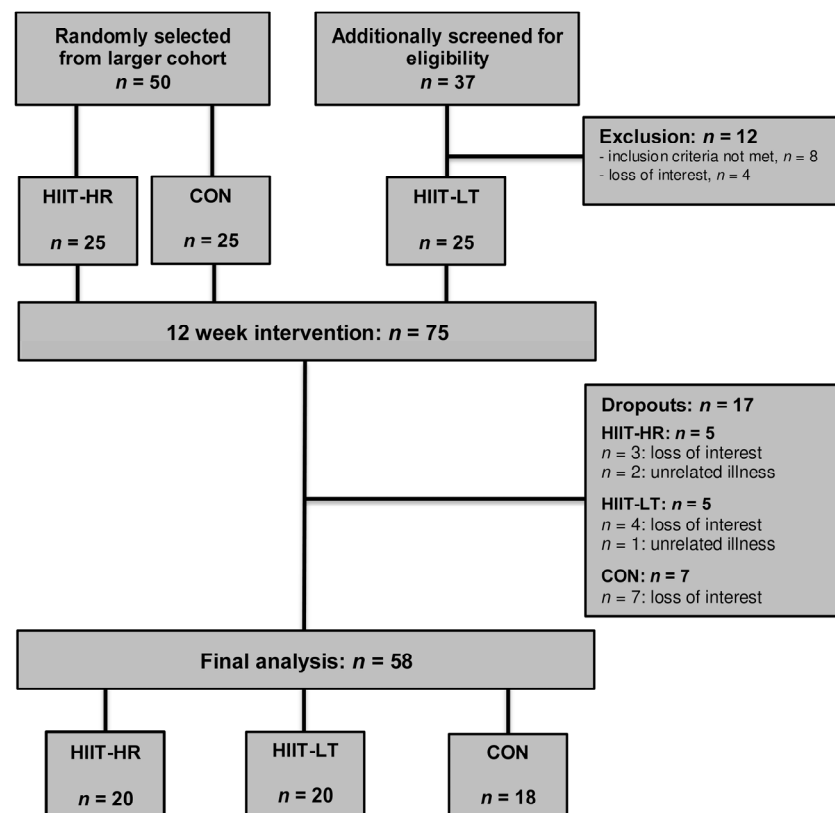 Randomly selected
from larger cohort
n = 50
Additionally screened for
eligibility
n = 37
Exclusion: n = 12
- inclusion criteria not met, n = 8
- loss of interest, n = 4
HIIT-HR
n = 25
CON
n = 25
HIIT-LT
n = 25
12 week intervention: n = 75
Dropouts: n = 17
HIIT-HR: n = 5
n = 3: loss of interest
n = 2: unrelated illness
HIIT-LT: n = 5
n = 4: loss of interest
n = 1: unrelated illness
CON: n = 7
n = 7: loss of interest
Final analysis: n = 58
HIIT-HR
n = 20
HIIT-LT
n = 20
CON
n = 18